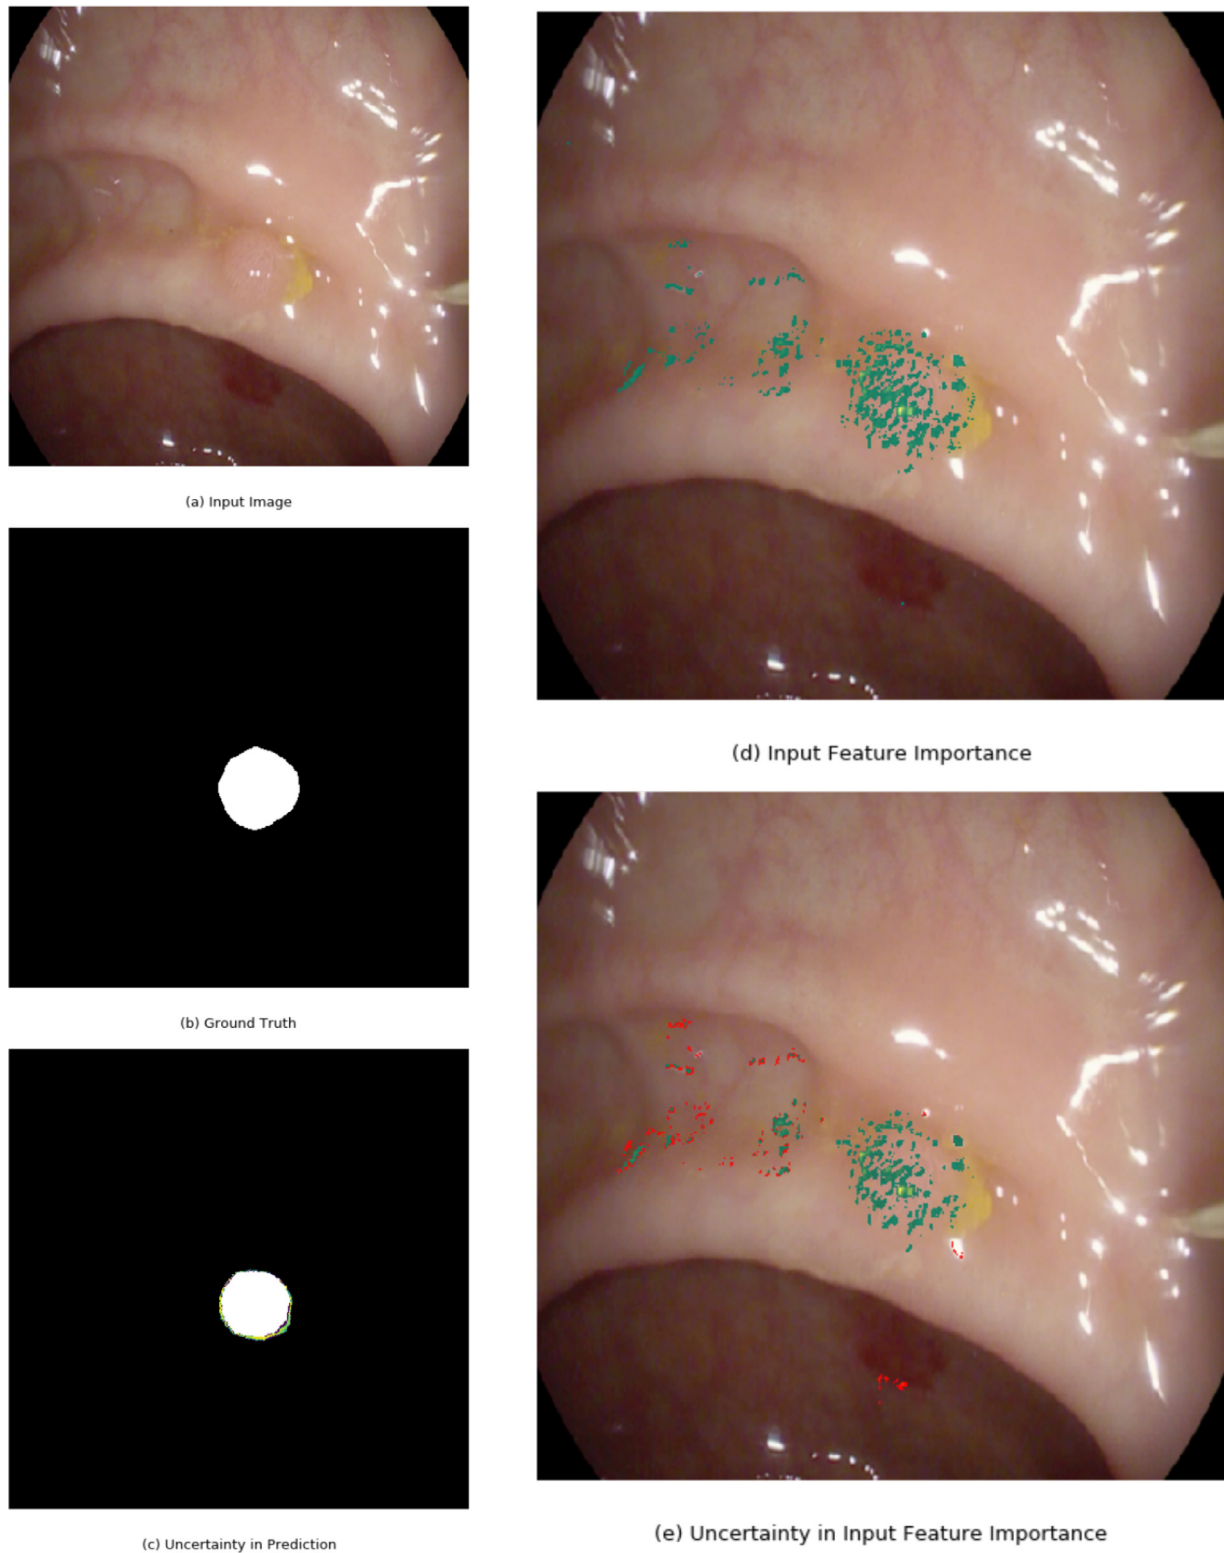 (a) Input Image
(b) Ground Truth
(c) Uncertainty in Prediction
(d) Input Feature Importance
(e) Uncertainty in Input Feature Importance